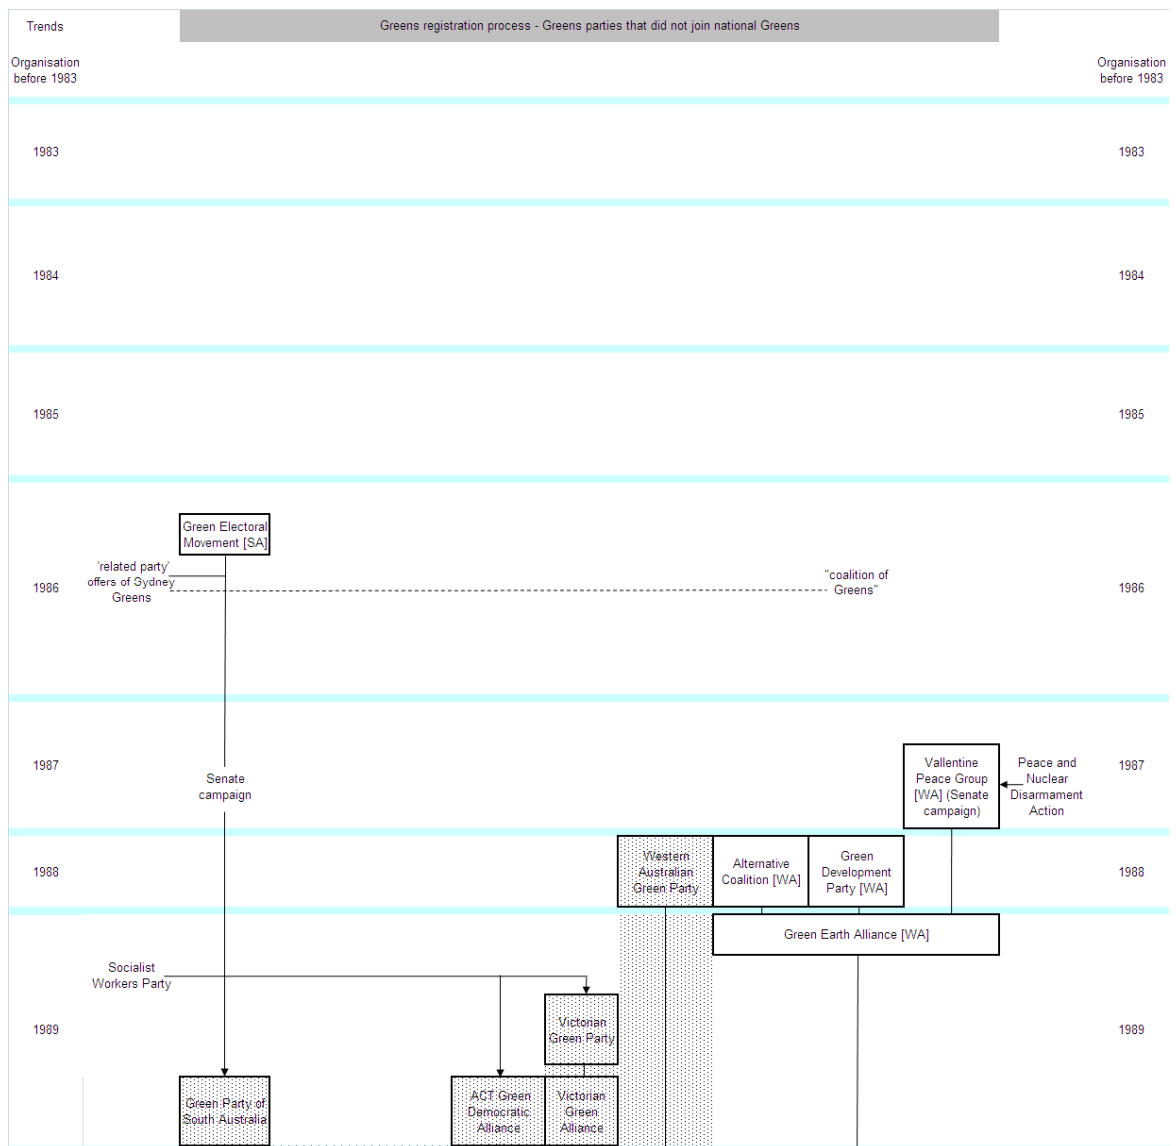 Trends
Greens registration process - Greens parties that did not join national Greens
Organisation
before 1983
Organisation
before 1983
1983
1983
1984
1984
1985
1985
Green Electoral
Movement [SA]
'related party'
offers of Sydney
Greens
"coalition of
Greens"
1986
1986
1987
Senate
campaign
Vallentine
Peace Group
[WA] (Senate
campaign)
Peace and
Nuclear
Disarmament
Action
1987
1988
Western
Australian
Green Party
Alternative
Coalition [WA]
Green
Development
Party [WA]
1988
Green Earth Alliance [WA]
Socialist
Workers Party
1989
Victorian
Green Party
1989
Green Party of
South Australia
ACT Green
Democratic
Alliance
Victorian
Green
Alliance